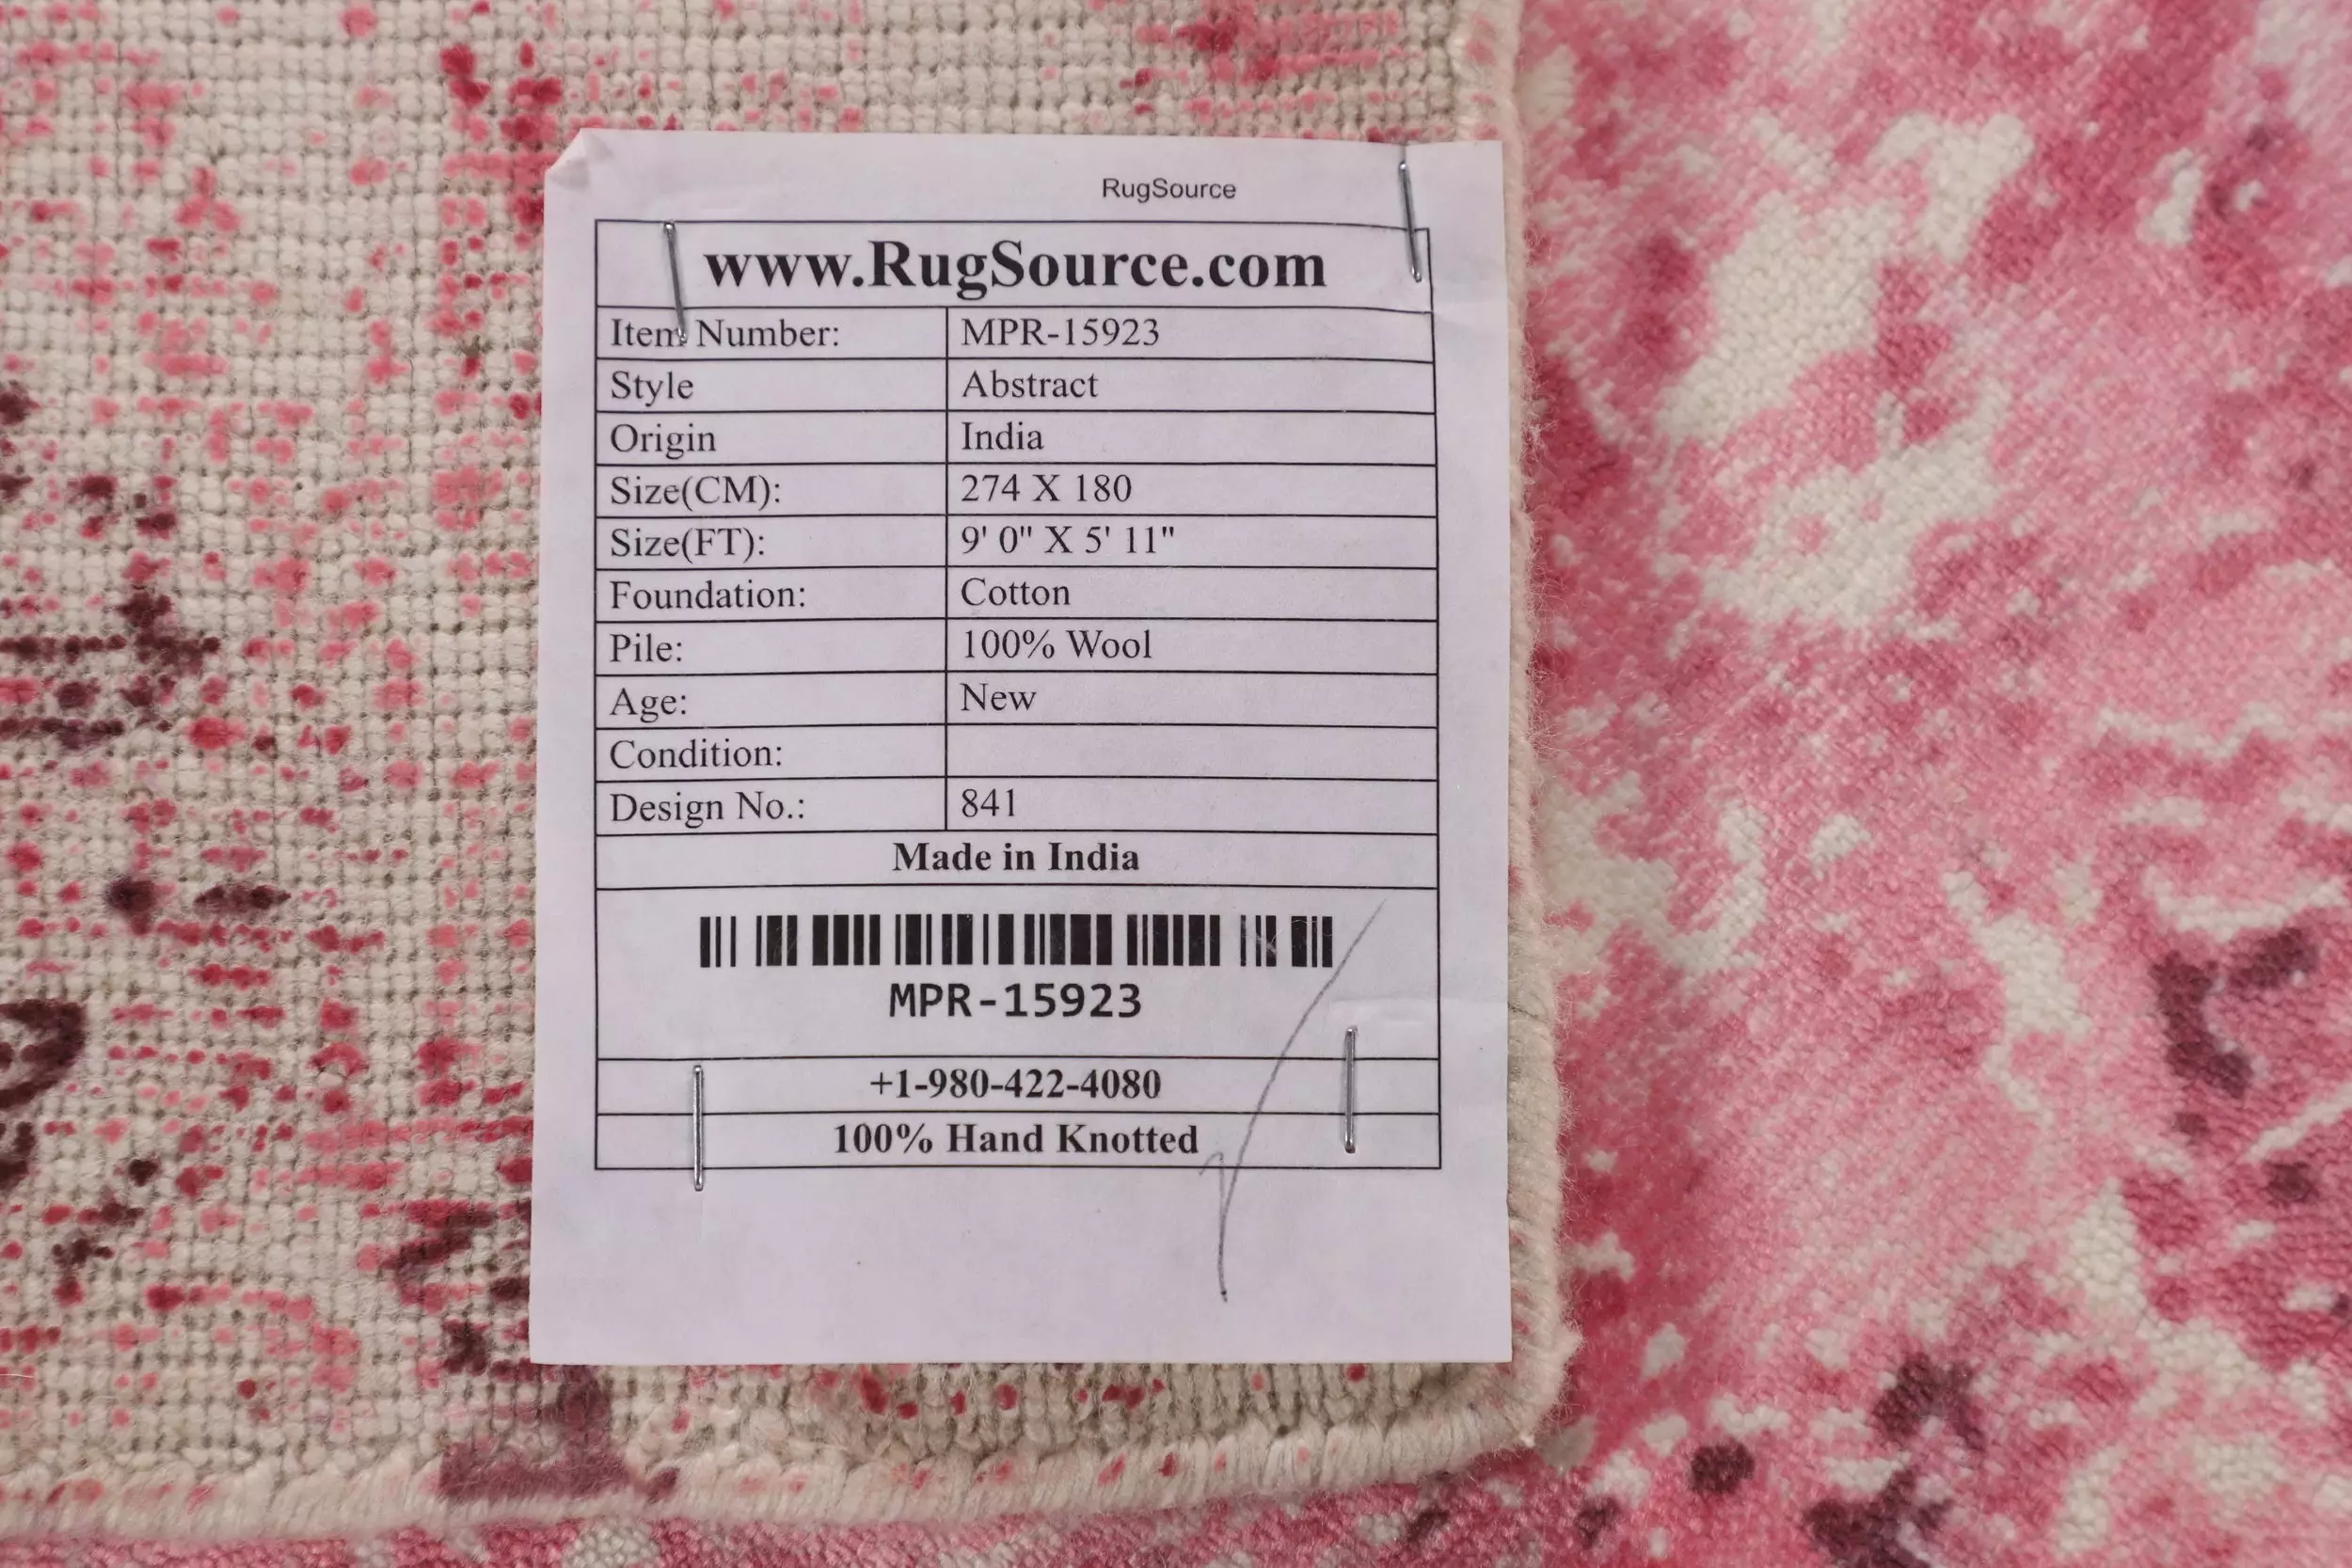 RugSource
www.RugSource.com
Item Number: MPR-15923
Style Abstract
Origin India
Size(CM): 274 X 180
Size(FT): 9' 0" X 5' 11"
Foundation: Cotton
Pile: 100% Wool
Age: New
Condition:
Design No.: 841
Made in India
MPR-15923
+1-980-422-4080
100% Hand Knotted